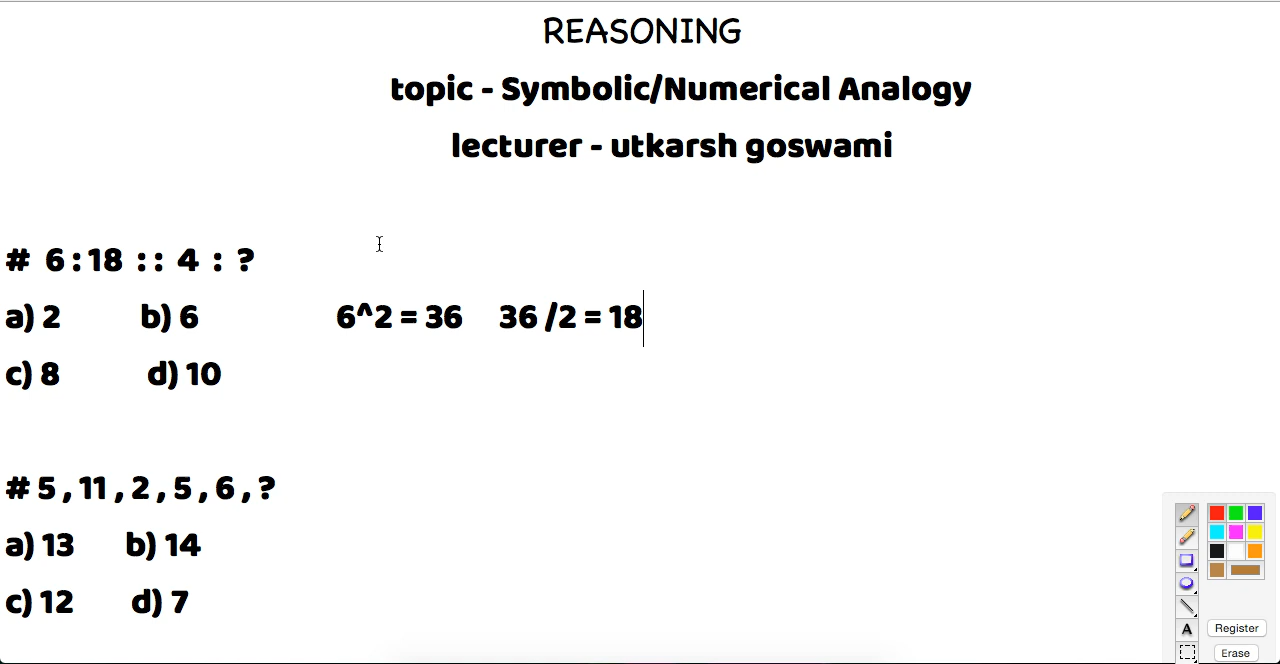 REASONING
topic - Symbolic/Numerical Analogy
lecturer - utkarsh goswami
# 6 : 18 : : 4 : ?
a) 2 b) 6 6^2 = 36 36 /2 = 18
c) 8 d) 10
# 5 , 11 , 2 , 5 , 6 , ?
a) 13 b) 14
c) 12 d) 7
A
Register
Erase